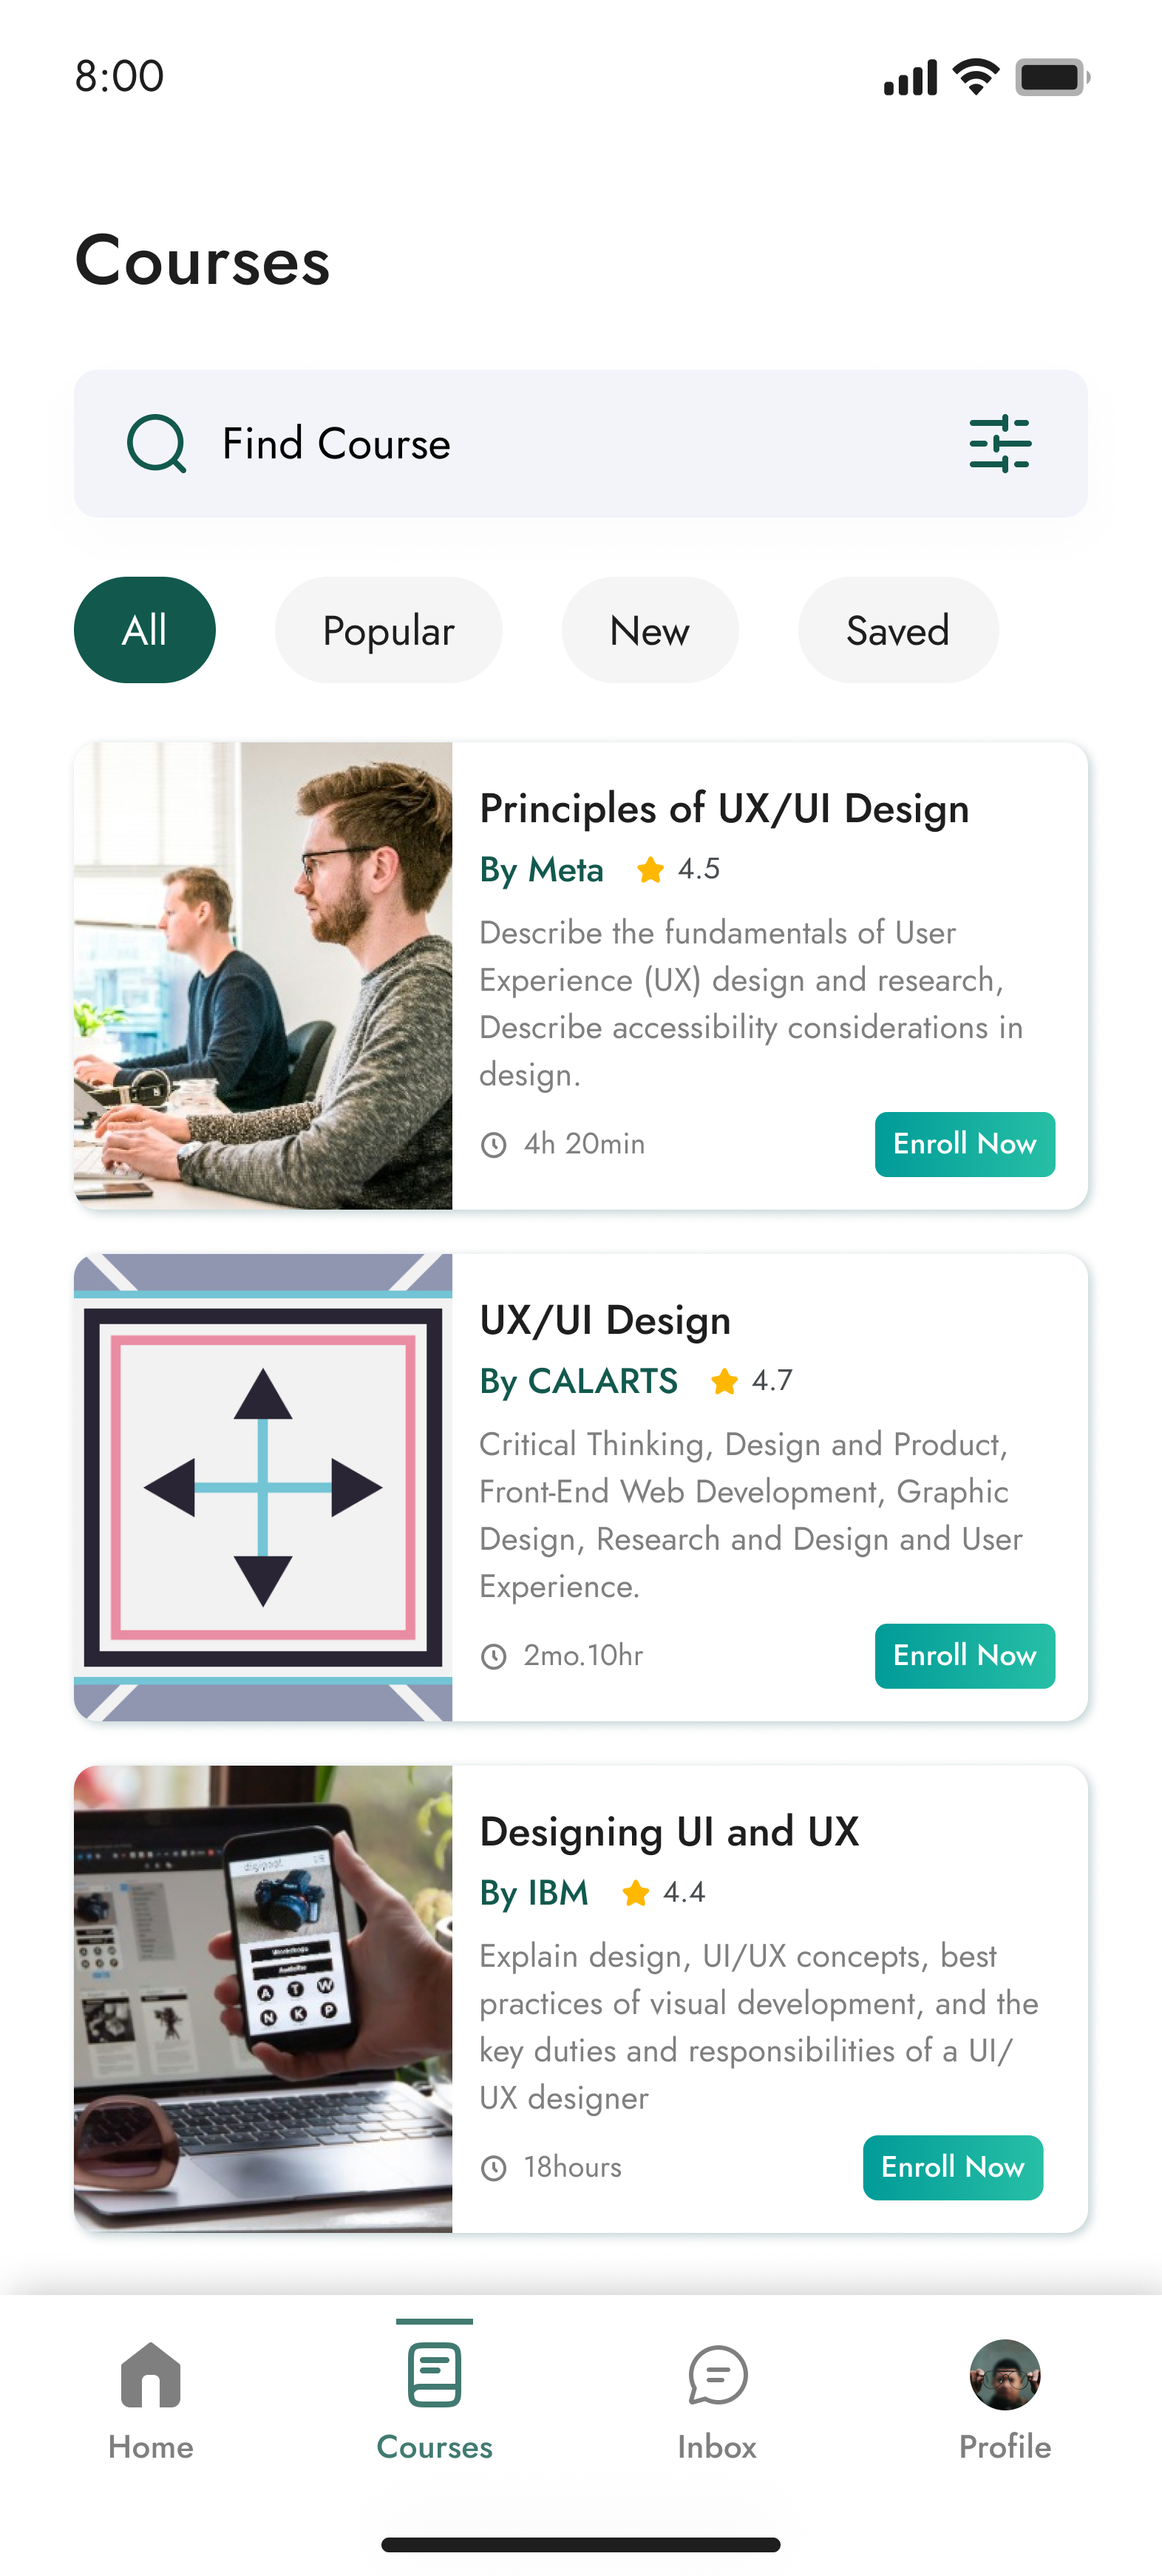 8:00
Courses
Find Course
All Popular New Saved
Principles of UX/UI Design
By Meta 4.5
Describe the fundamentals of User
Experience (UX) design and research,
Describe accessibility considerations in
design.
4h 20min Enroll Now
UX/UI Design
By CALARTS 4.7
Critical Thinking, Design and Product,
Front-End Web Development, Graphic
Design, Research and Design and User
Experience.
2mo.10hr Enroll Now
Designing UI and UX
By IBM 4.4
Explain design, UI/UX concepts, best
practices of visual development, and the
key duties and responsibilities of a UI/
UX designer
18hours Enroll Now
A T W
N K P
Home Courses Inbox Profile